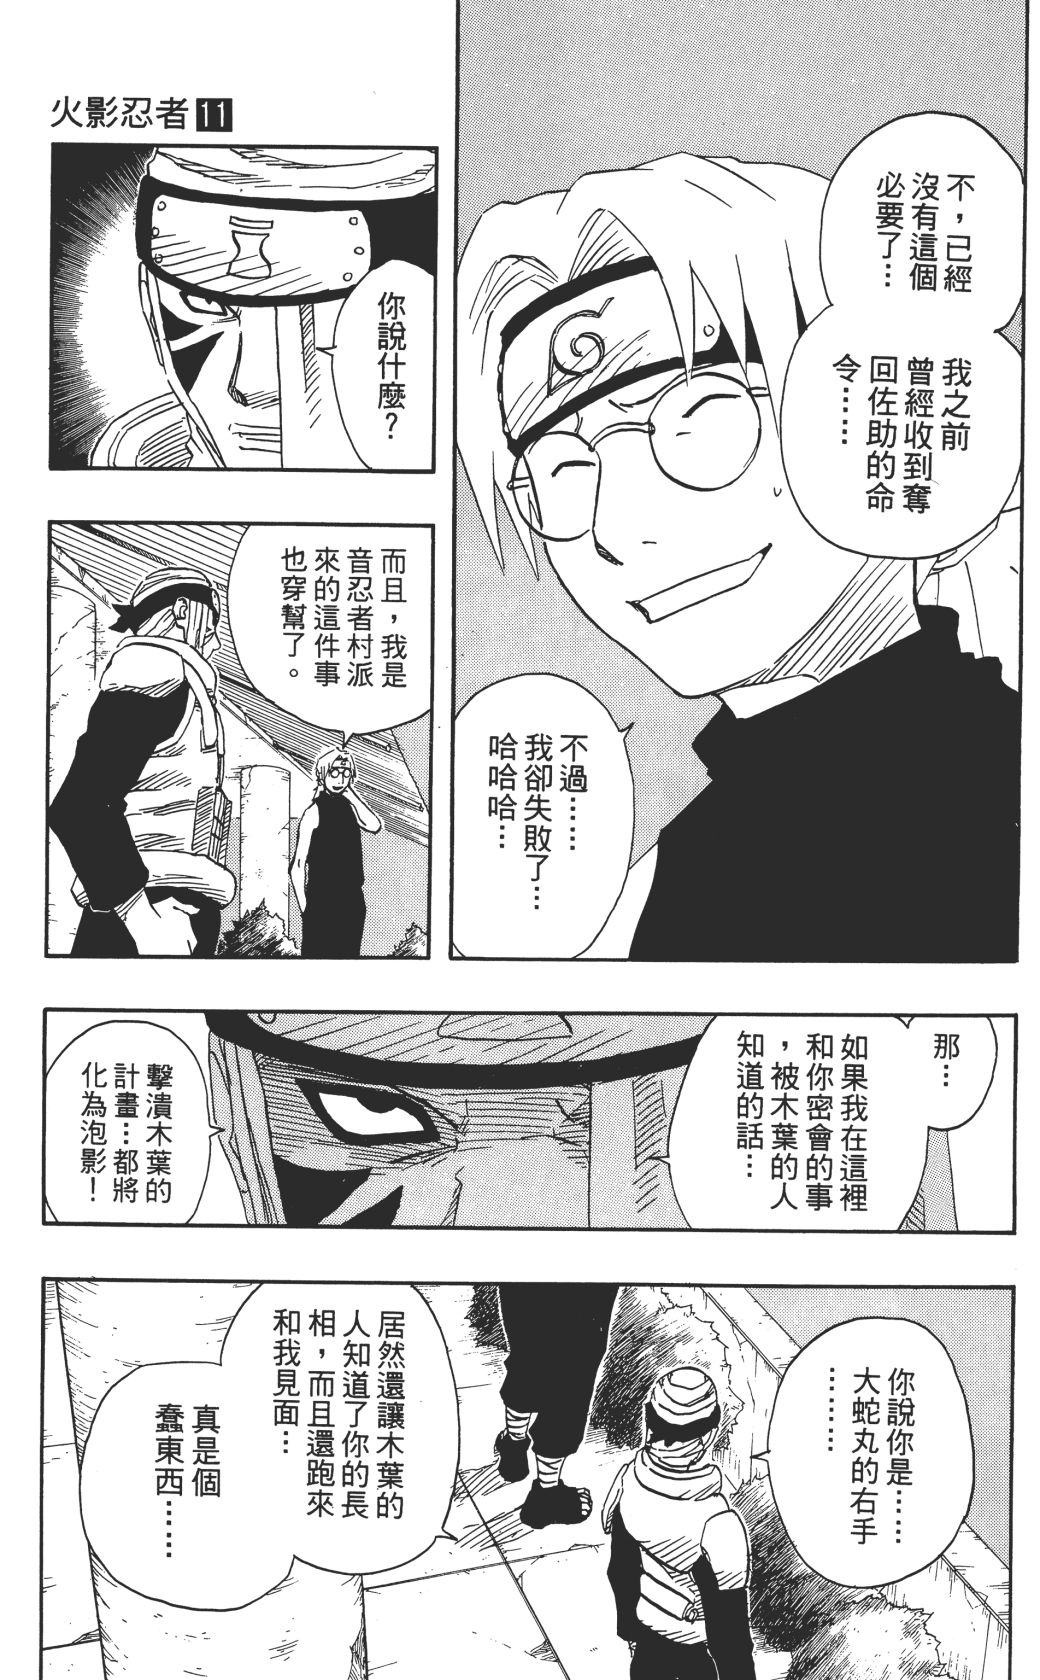 火影忍者11
不，已經
沒有這個
必要了…
我之前
曾經收到奪
回佐助的命
令……
不過……
我卻失敗了…
哈哈哈…
你說什麼？
而且，我是
音忍者村派
來的這件事
也穿幫了。
那…
如果我在這裡
和你密會的事
，被木葉的人
知道的話…
擊潰木葉的
計畫…都將
化為泡影！
你說你是……
大蛇丸的右手
………
居然還讓木葉的
人知道了你的長
相，而且還跑來
和我見面…
真是個
蠢東西……